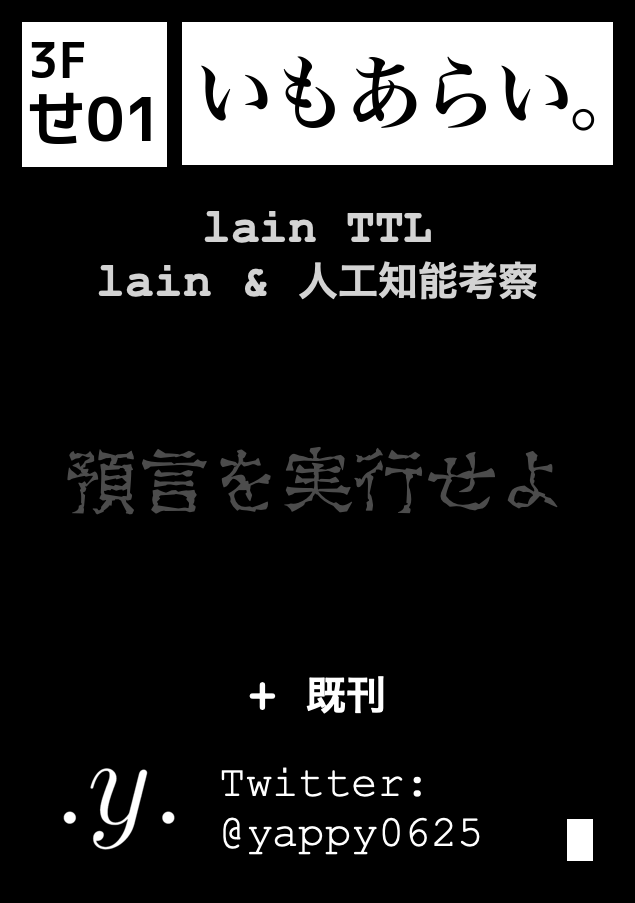 3F
せ01
いもあらい。
lain TTL
lain & 人工知能考察
預言を実行せよ
+ 既刊
.y.
Twitter:
@yappy0625